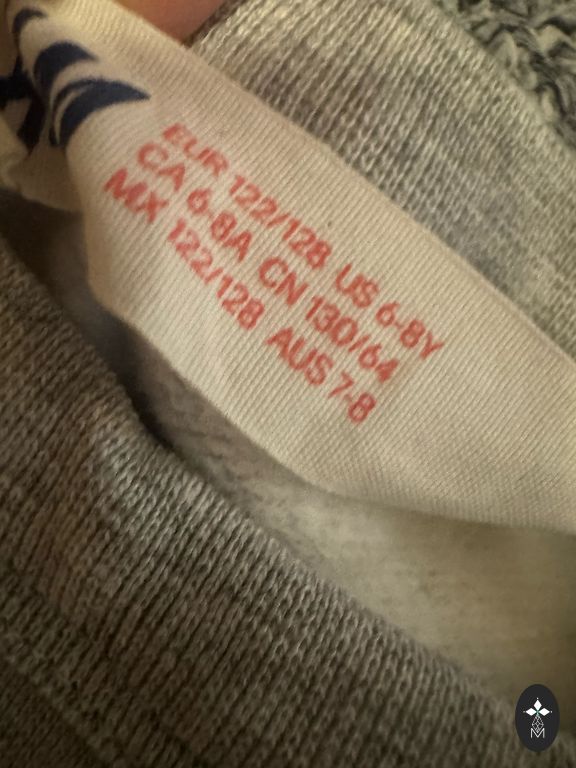 EUR 122/128 US 6-8Y
CA 6-8A CN 130/64
MX 122/128 AUS 7-8
M